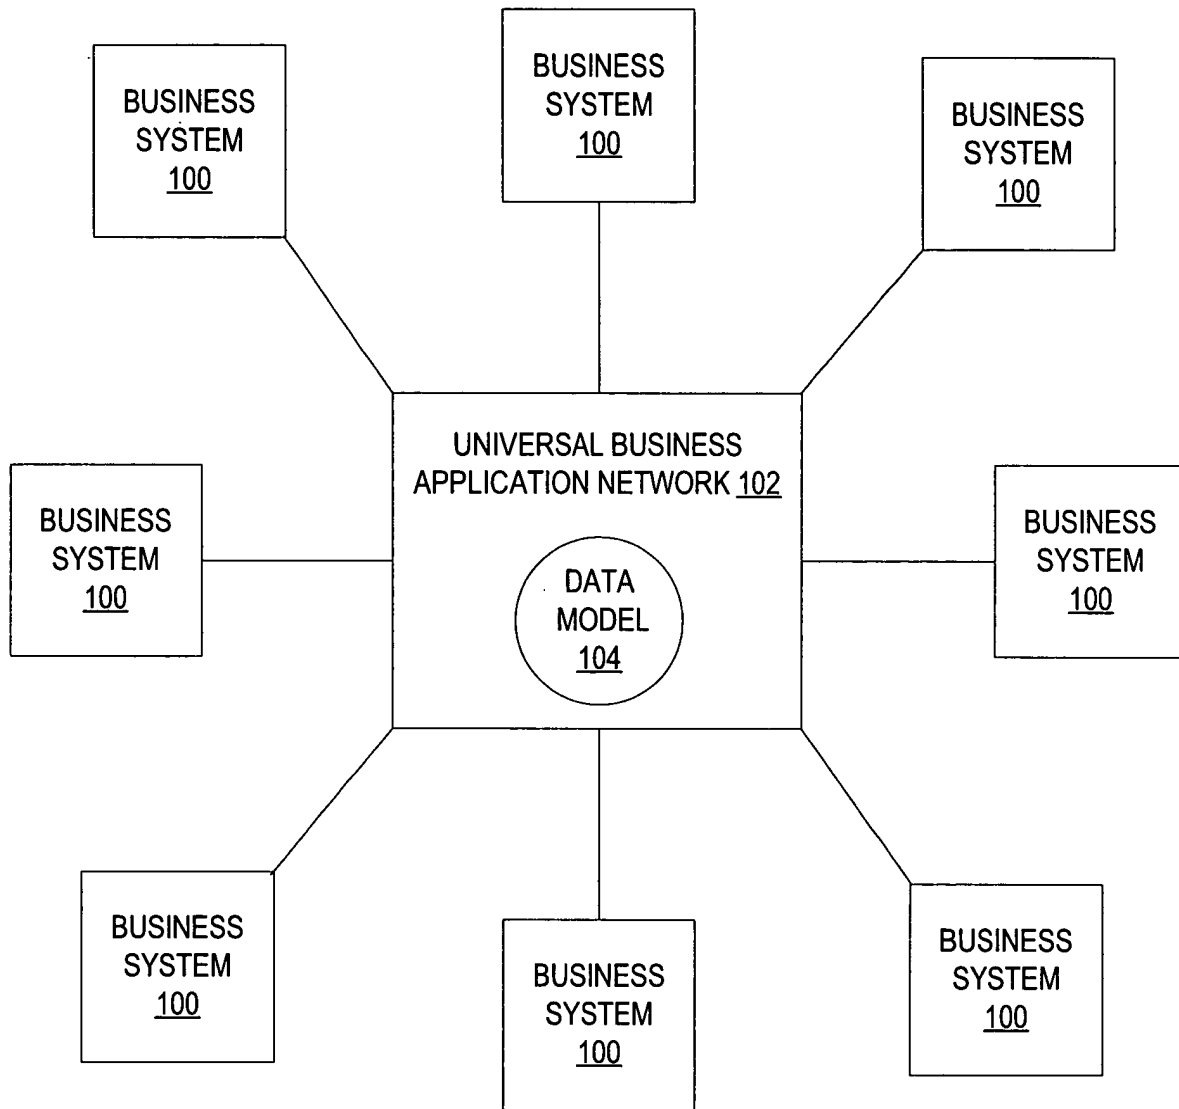 BUSINESS
SYSTEM
100
BUSINESS
SYSTEM
100
BUSINESS
SYSTEM
100
UNIVERSAL BUSINESS
APPLICATION NETWORK 102
DATA
MODEL
104
BUSINESS
SYSTEM
100
BUSINESS
SYSTEM
100
BUSINESS
SYSTEM
100
BUSINESS
SYSTEM
100
BUSINESS
SYSTEM
100